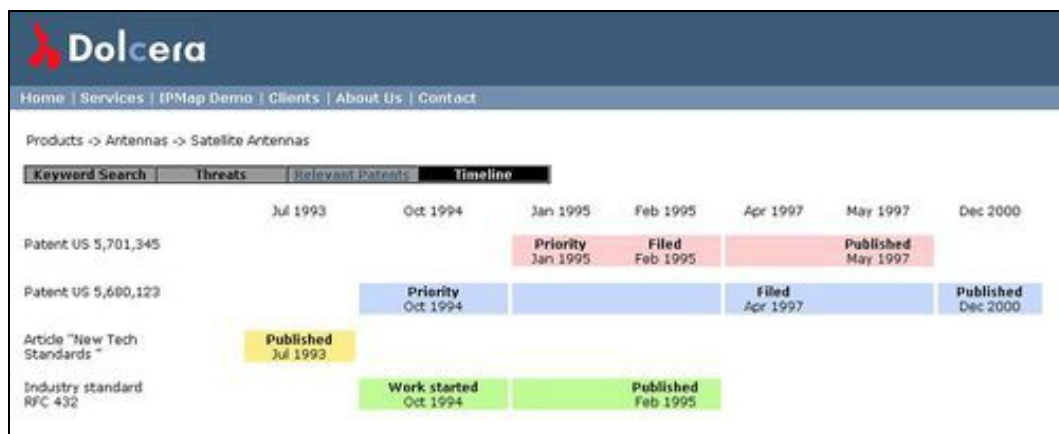 Dolcera
Home | Services | IPMap Demo | Clients | About Us | Contact
Products -> Antennas -> Satellite Antennas
Keyword Search | Threats | Relevant Patents Timeline
Jul 1993 Oct 1994 Jan 1995 Feb 1995 Apr 1997 May 1997 Dec 2000
Patent US 5,701,345 Priority Filed Published
Jan 1995 Feb 1995 May 1997
Patent US 5,680,123 Priority Filed Published
Oct 1994 Apr 1997 Dec 2000
Article "New Tech Published
Standards " Jul 1993
Industry standard Work started Published
RFC 432 Oct 1994 Feb 1995